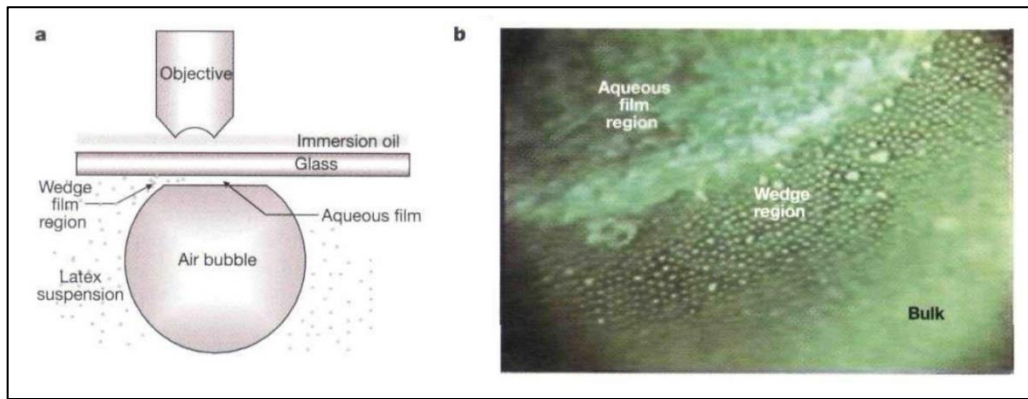 a
Objective
Immersion oil
Glass
Wedge
film
region
Aqueous film
Air bubble
Latex
suspension
b
Aqueous
film
region
Wedge
region
Bulk